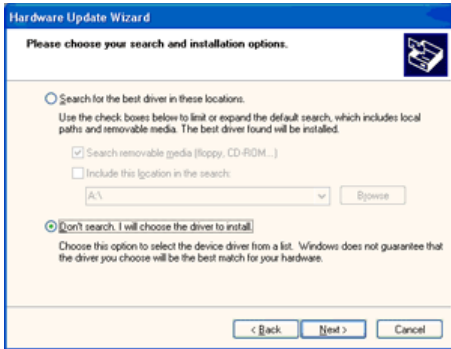 Hardware Update Wizard
Please choose your search and installation options.
Search for the best driver in these locations.
Use the check boxes below to limit or expand the default search, which includes local
paths and removable media. The best driver found will be installed.
Search removable media (floppy, CD-ROM...)
Include this location in the search:
A:\
Browse
Don't search. I will choose the driver to install.
Choose this option to select the device driver from a list. Windows does not guarantee that
the driver you choose will be the best match for your hardware.
< Back Next > Cancel